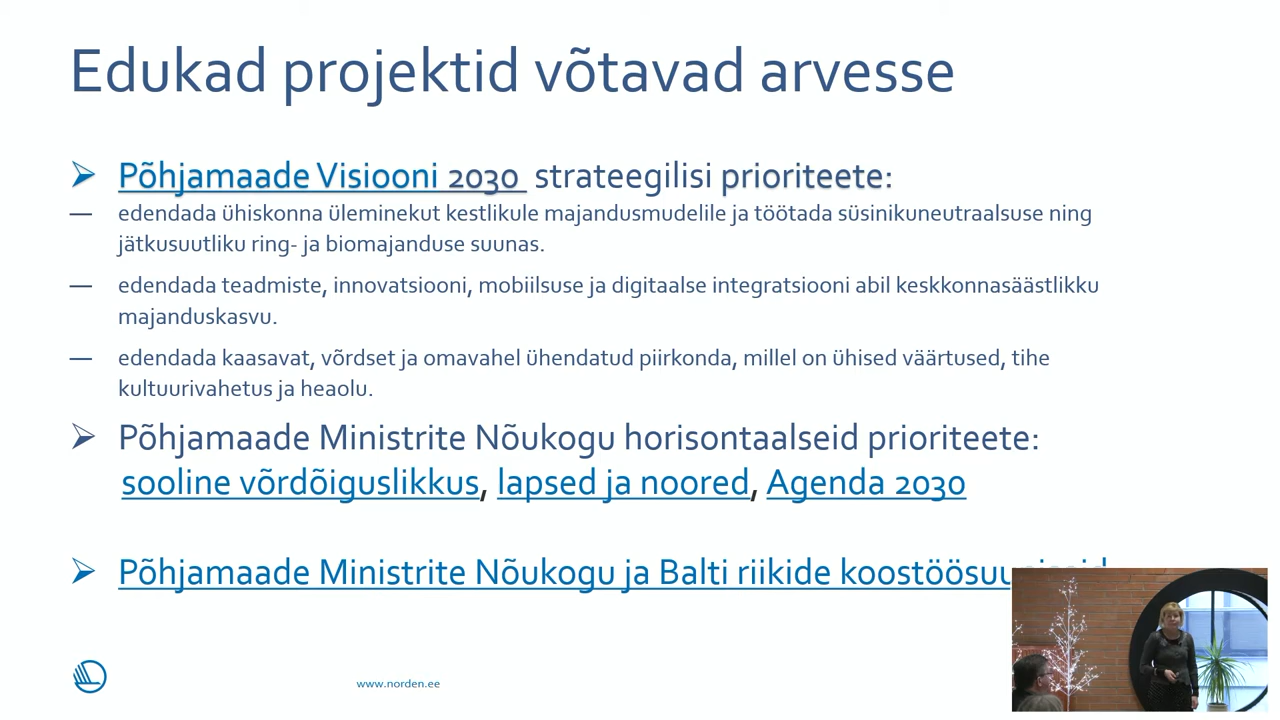 Edukad projektid võtavad arvesse
Põhjamaade Visiooni 2030 strateegilisi prioriteete:
— edendada ühiskonna üleminekut kestlikule majandusmudelile ja töötada süsinikuneutraalsuse ning
jätkusuutliku ring- ja biomajanduse suunas.
— edendada teadmiste, innovatsiooni, mobiilsuse ja digitaalse integratsiooni abil keskkonnasäästlikku
majanduskasvu.
— edendada kaasavat, võrdset ja omavahel ühendatud piirkonda, millel on ühised väärtused, tihe
kultuurivahetus ja heaolu.
Põhjamaade Ministrite Nõukogu horisontaalseid prioriteete:
sooline võrdõiguslikkus, lapsed ja noored, Agenda 2030
Põhjamaade Ministrite Nõukogu ja Balti riikide
www.norden.ee